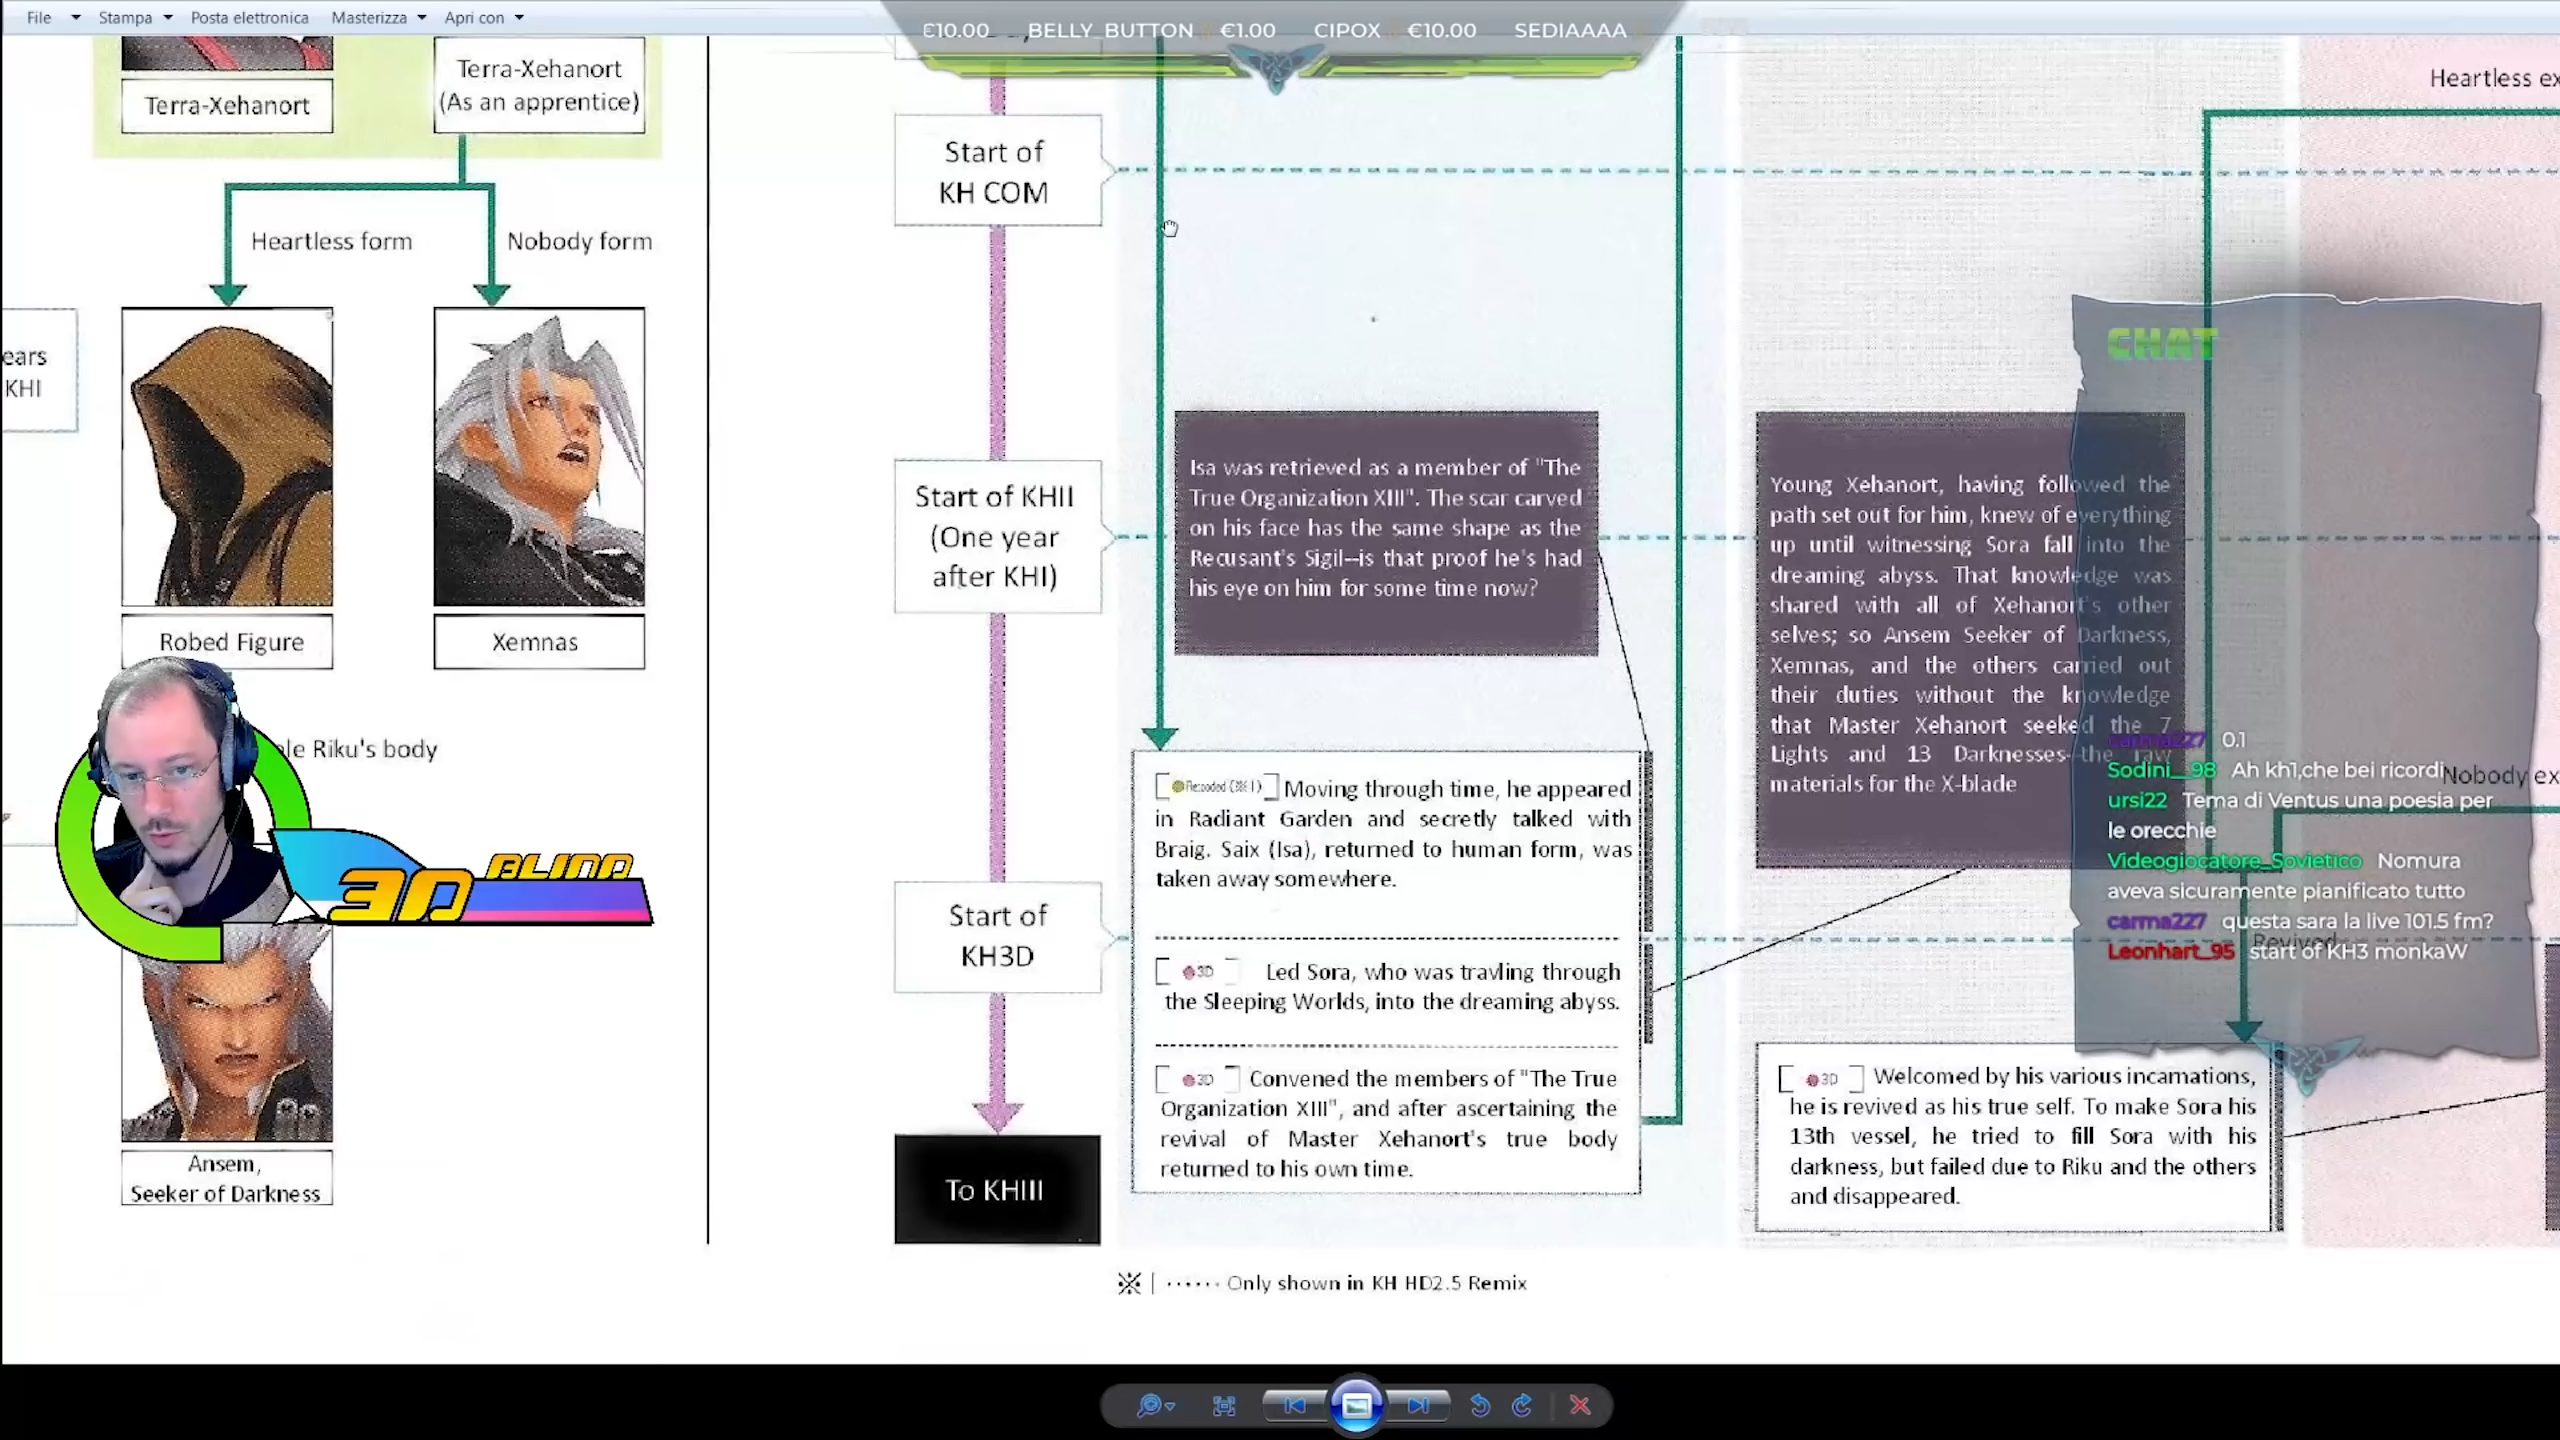 File Stampa Posta elettronica Masterizza Apri con
€10.00 BELLY_BUTTON €1.00 CIPOX €10.00 SEDIAAAA
Terra-Xehanort
Terra-Xehanort
(As an apprentice)
Heartless form
Nobody form
ears
KHI
Robed Figure
Xemnas
ole Riku's body
3D BLIND
Ansem,
Seeker of Darkness
Start of
KH COM
Start of KHII
(One year
after KHI)
Start of
KH3D
To KHIII
Isa was retrieved as a member of "The
True Organization XIII". The scar carved
on his face has the same shape as the
Recusant's Sigil--is that proof he's had
his eye on him for some time now?
[Recoded (※1)] Moving through time, he appeared
in Radiant Garden and secretly talked with
Braig. Saix (Isa), returned to human form, was
taken away somewhere.
[3D] Led Sora, who was travling through
the Sleeping Worlds, into the dreaming abyss.
[3D] Convened the members of "The True
Organization XIII", and after ascertaining the
revival of Master Xehanort's true body
returned to his own time.
※ | ······ Only shown in KH HD2.5 Remix
Young Xehanort, having followed the
path set out for him, knew of everything
up until witnessing Sora fall into the
dreaming abyss. That knowledge was
shared with all of Xehanort's other
selves; so Ansem Seeker of Darkness,
Xemnas, and the others carried out
their duties without the knowledge
that Master Xehanort seeked the 7
Lights and 13 Darknesses--the raw
materials for the X-blade
[3D] Welcomed by his various incarnations,
he is revived as his true self. To make Sora his
13th vessel, he tried to fill Sora with his
darkness, but failed due to Riku and the others
and disappeared.
Heartless ex
Nobody ex
Revived
CHAT
carma227 0.1
Sodini__98 Ah kh1,che bei ricordi
ursi22 Tema di Ventus una poesia per
le orecchie
Videogiocatore_Sovietico Nomura
aveva sicuramente pianificato tutto
carma227 questa sara la live 101.5 fm?
Leonhart_95 start of KH3 monkaW